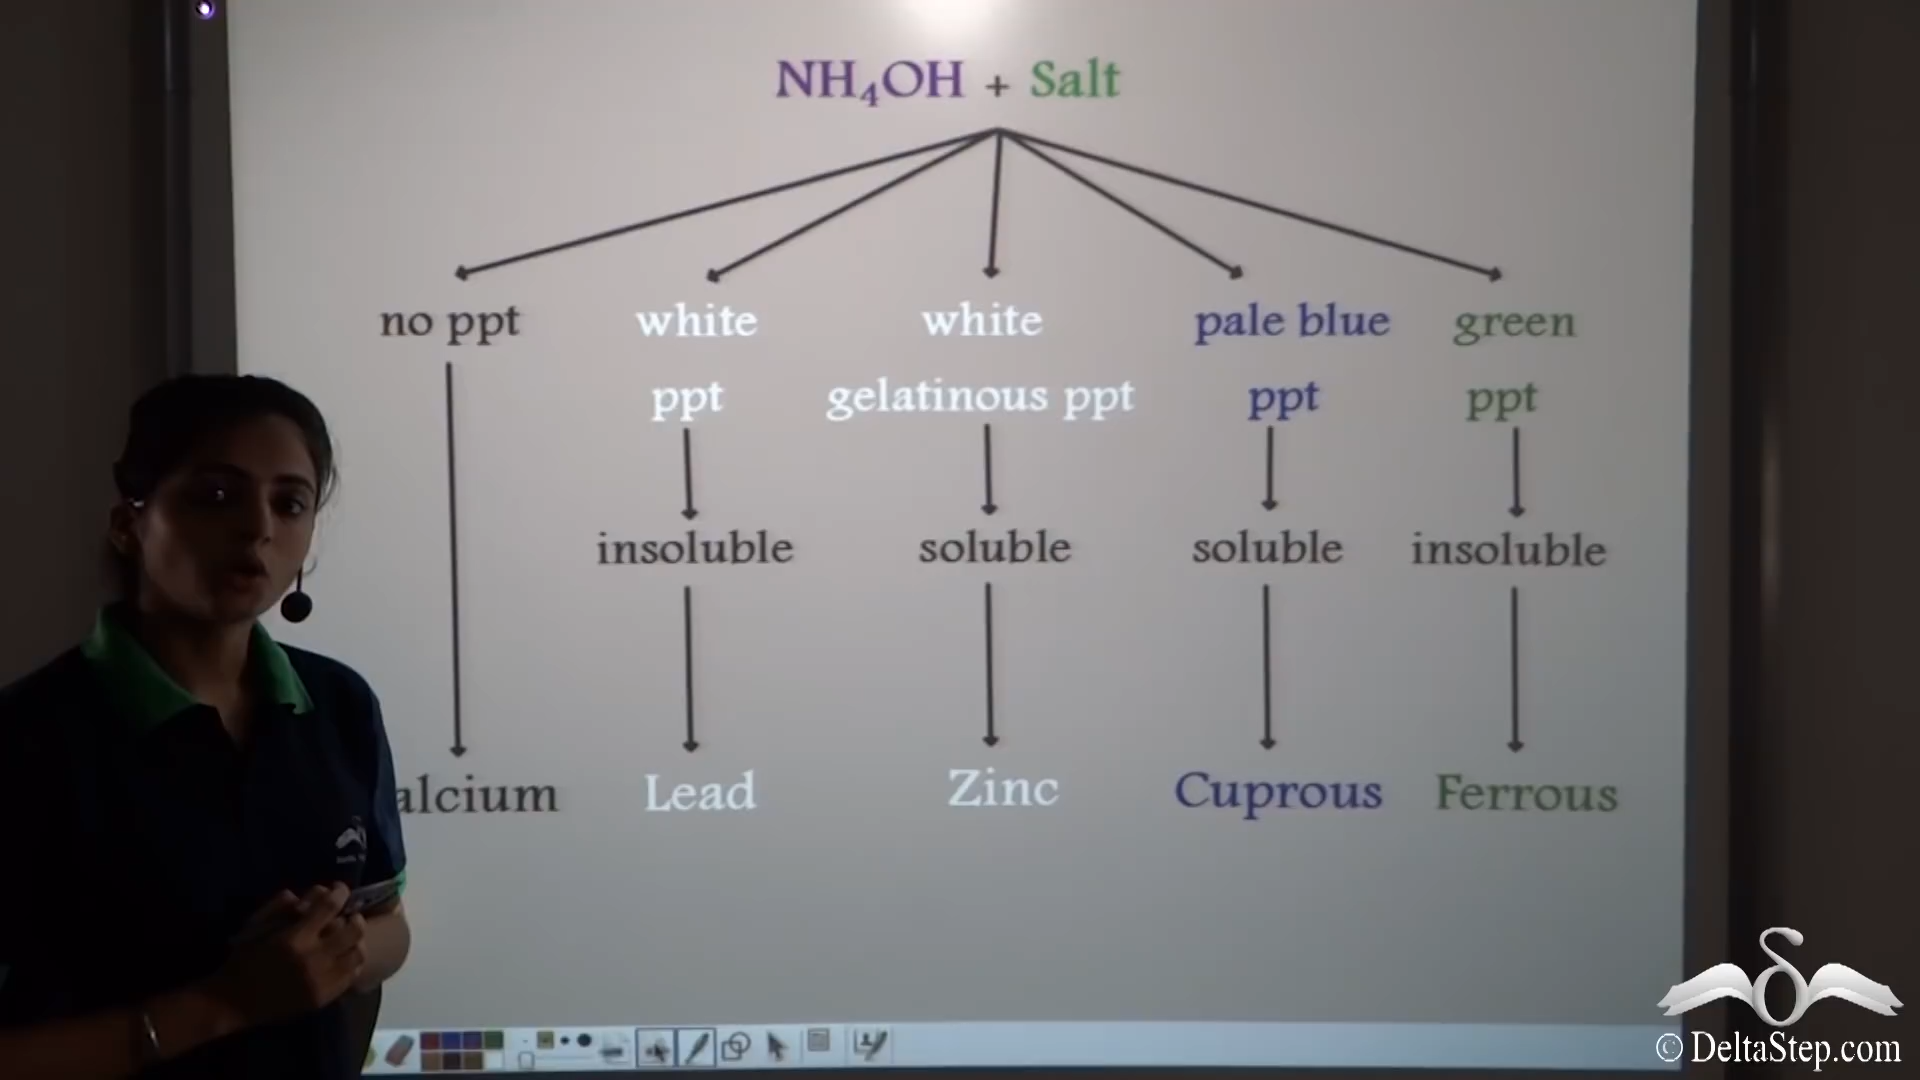 NH₄OH + Salt
no ppt
white ppt
white gelatinous ppt
pale blue ppt
green ppt
insoluble
soluble
soluble
insoluble
alcium
Lead
Zinc
Cuprous
Ferrous
© DeltaStep.com